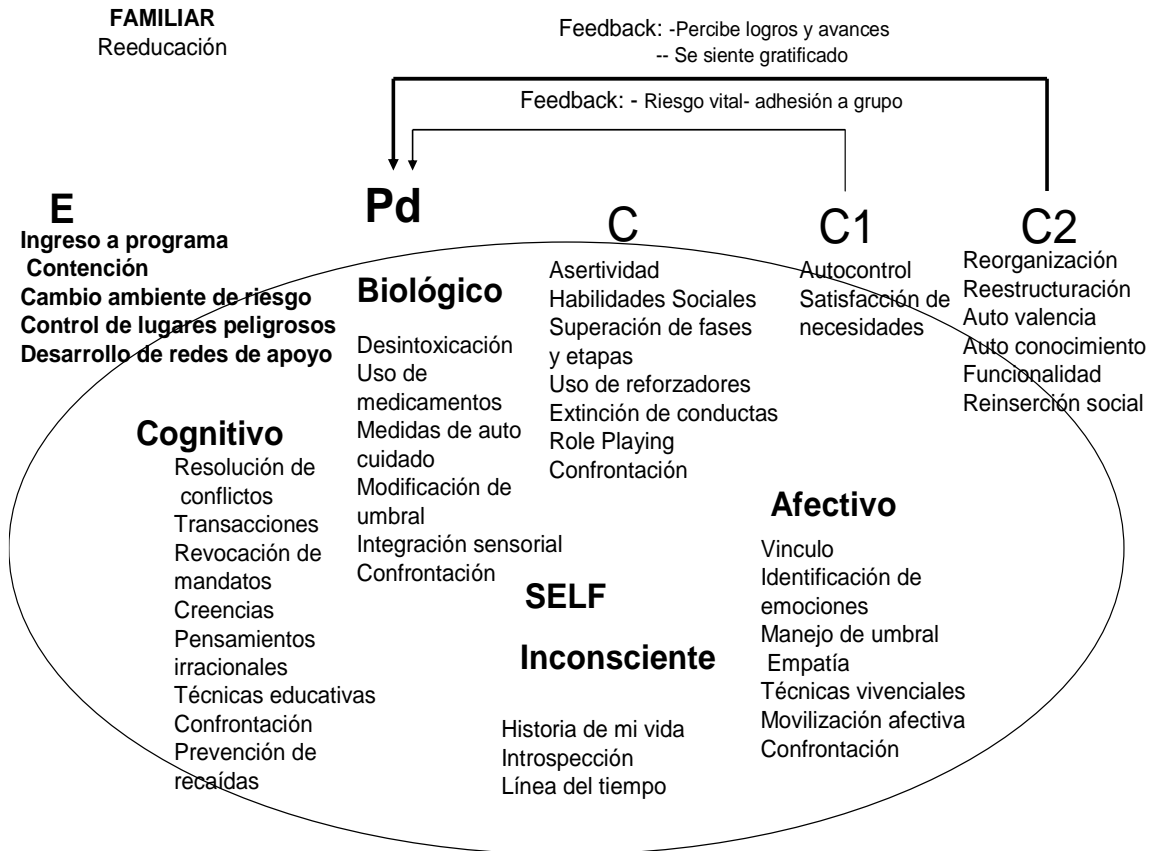 FAMILIAR
Reeducación
Feedback: -Percibe logros y avances
-- Se siente gratificado
Feedback: - Riesgo vital- adhesión a grupo
E
Ingreso a programa
Contención
Cambio ambiente de riesgo
Control de lugares peligrosos
Desarrollo de redes de apoyo
Pd
C
C1
C2
Biológico
Desintoxicación
Uso de
medicamentos
Medidas de auto
cuidado
Modificación de
umbral
Integración sensorial
Confrontación
Asertividad
Habilidades Sociales
Superación de fases
y etapas
Uso de reforzadores
Extinción de conductas
Role Playing
Confrontación
Autocontrol
Satisfacción de
necesidades
Reorganización
Reestructuración
Auto valencia
Auto conocimiento
Funcionalidad
Reinserción social
Cognitivo
Resolución de
conflictos
Transacciones
Revocación de
mandatos
Creencias
Pensamientos
irracionales
Técnicas educativas
Confrontación
Prevención de
recaídas
SELF
Inconsciente
Historia de mi vida
Introspección
Línea del tiempo
Afectivo
Vinculo
Identificación de
emociones
Manejo de umbral
Empatía
Técnicas vivenciales
Movilización afectiva
Confrontación